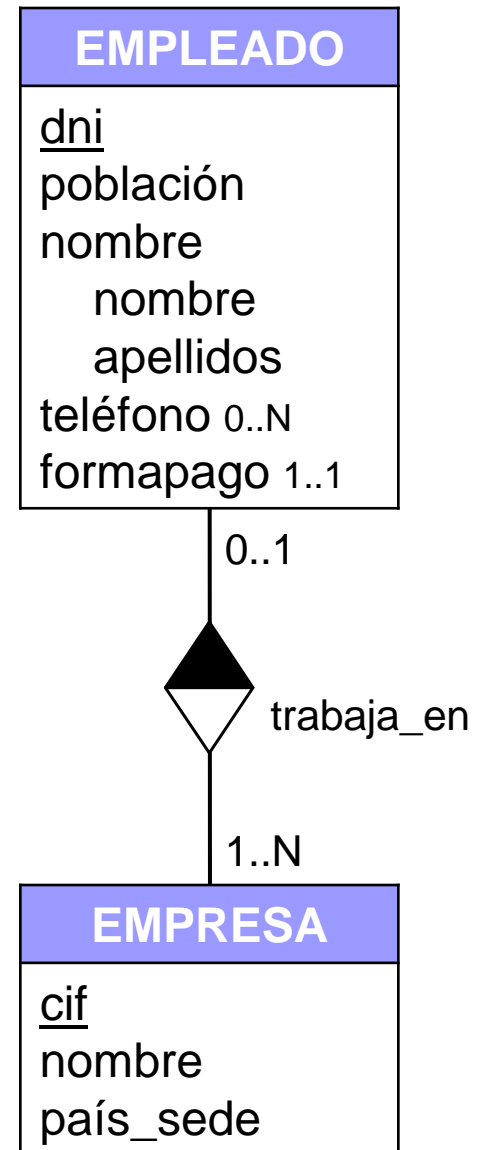 EMPLEADO
dni
población
nombre
nombre
apellidos
teléfono 0..N
formapago 1..1
0..1
trabaja_en
1..N
EMPRESA
cif
nombre
país_sede